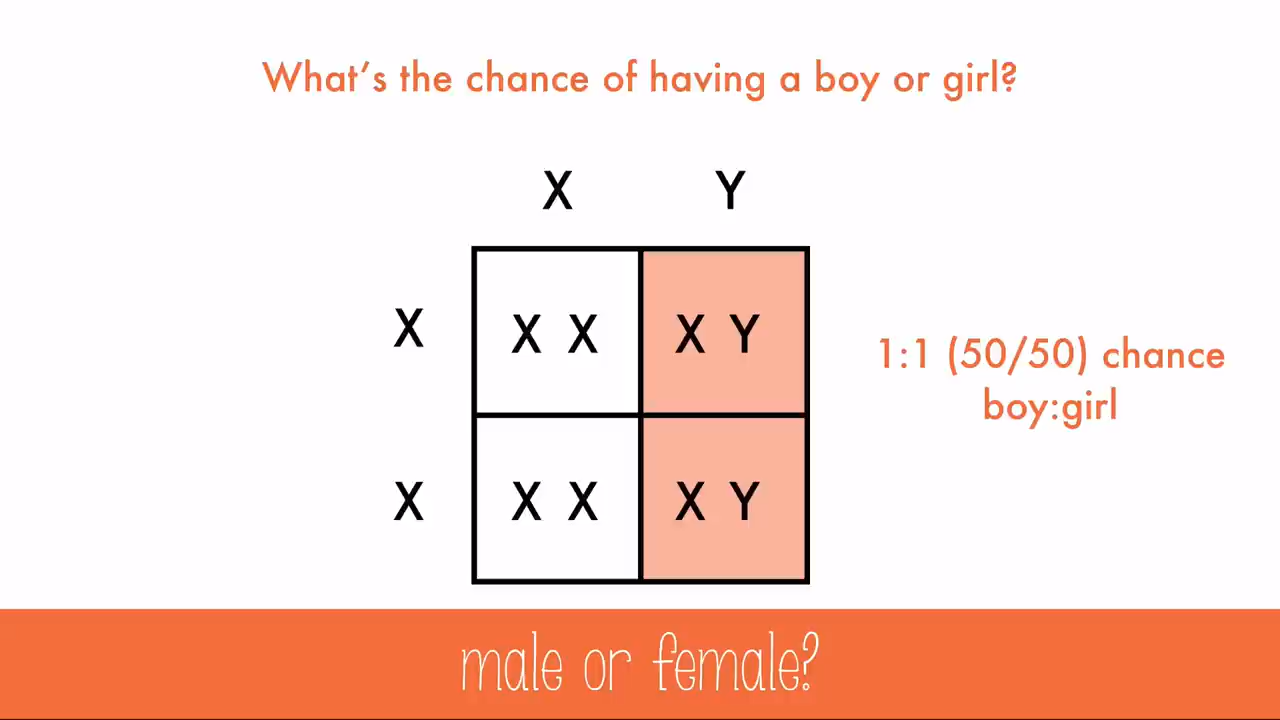 What's the chance of having a boy or girl?
X Y
X X X X Y
1:1 (50/50) chance
boy:girl
X X X X Y
male or female?